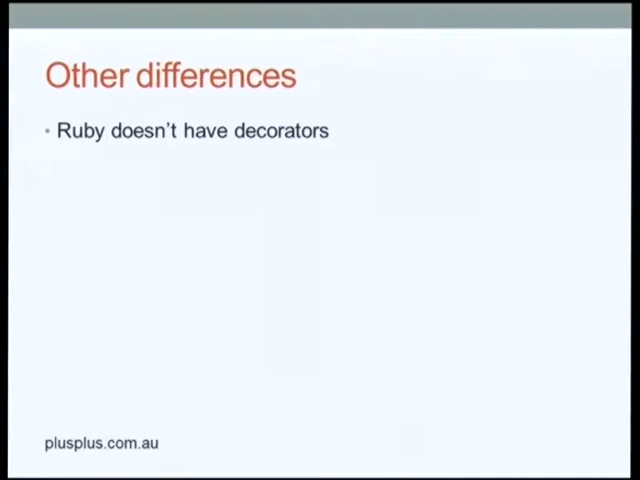 Other differences
• Ruby doesn't have decorators
plusplus.com.au